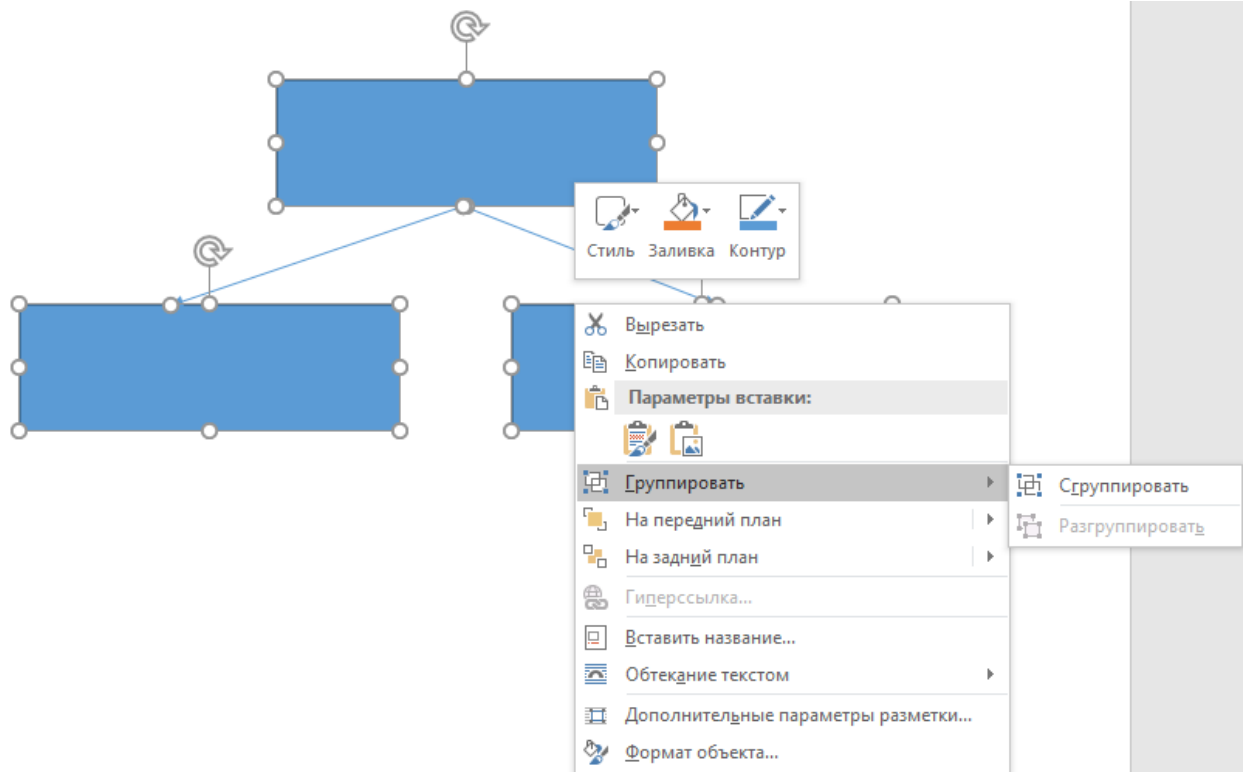 Стиль Заливка Контур
Вырезать
Копировать
Параметры вставки:
Группировать
Сгруппировать
На передний план
Разгруппировать
На задний план
Гиперссылка...
Вставить название...
Обтекание текстом
Дополнительные параметры разметки...
Формат объекта...